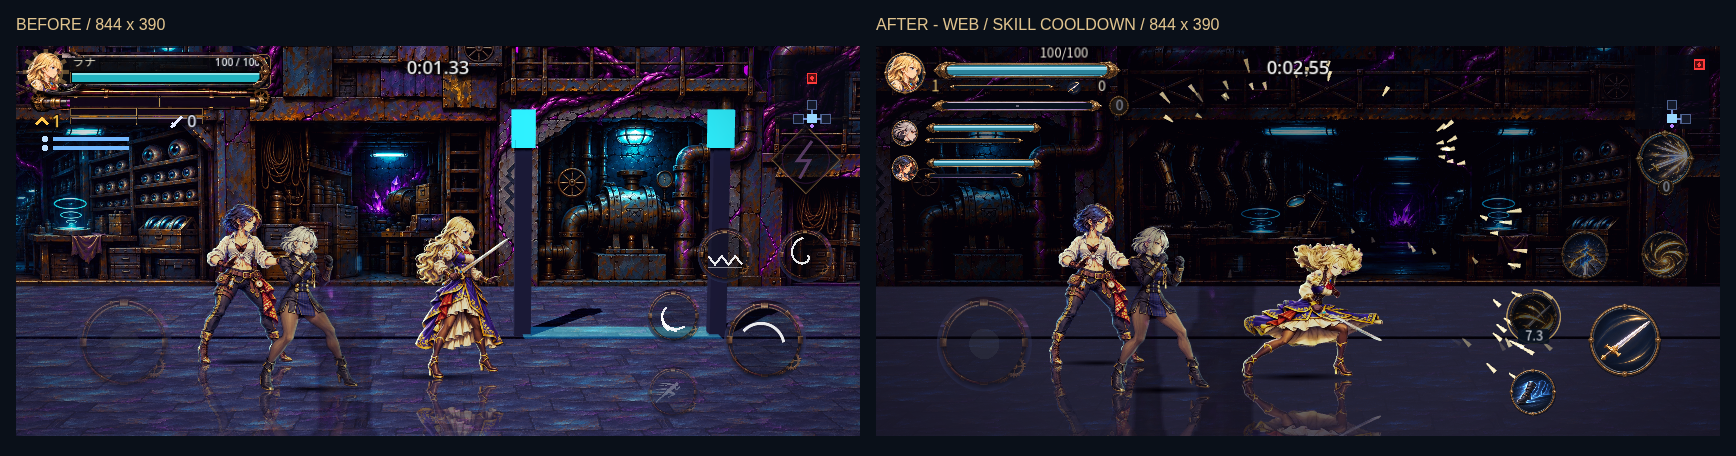 BEFORE / 844 x 390
ラナ
100 / 100
0:01.33
1
0
AFTER - WEB / SKILL COOLDOWN / 844 x 390
100/100
0:02.55
1
0
0
0
7.3